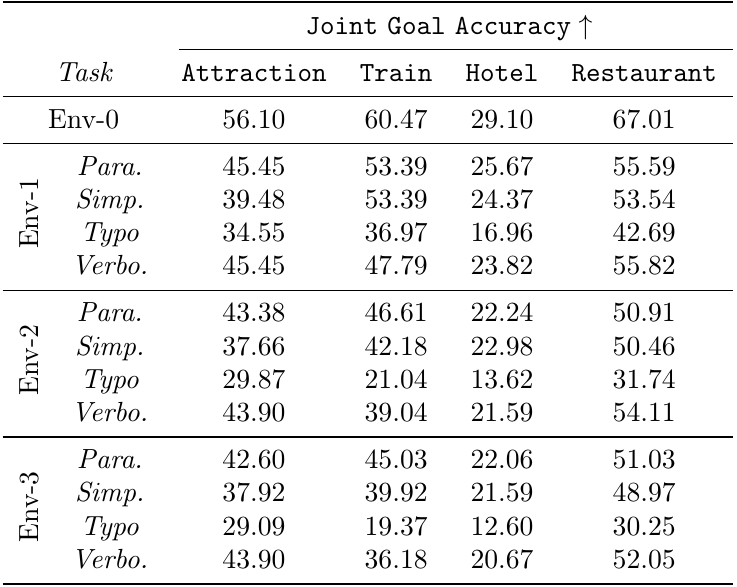 Joint Goal Accuracy ↑
Task Attraction Train Hotel Restaurant
Env-0 56.10 60.47 29.10 67.01
Env-1
Para. 45.45 53.39 25.67 55.59
Simp. 39.48 53.39 24.37 53.54
Typo 34.55 36.97 16.96 42.69
Verbo. 45.45 47.79 23.82 55.82
Env-2
Para. 43.38 46.61 22.24 50.91
Simp. 37.66 42.18 22.98 50.46
Typo 29.87 21.04 13.62 31.74
Verbo. 43.90 39.04 21.59 54.11
Env-3
Para. 42.60 45.03 22.06 51.03
Simp. 37.92 39.92 21.59 48.97
Typo 29.09 19.37 12.60 30.25
Verbo. 43.90 36.18 20.67 52.05